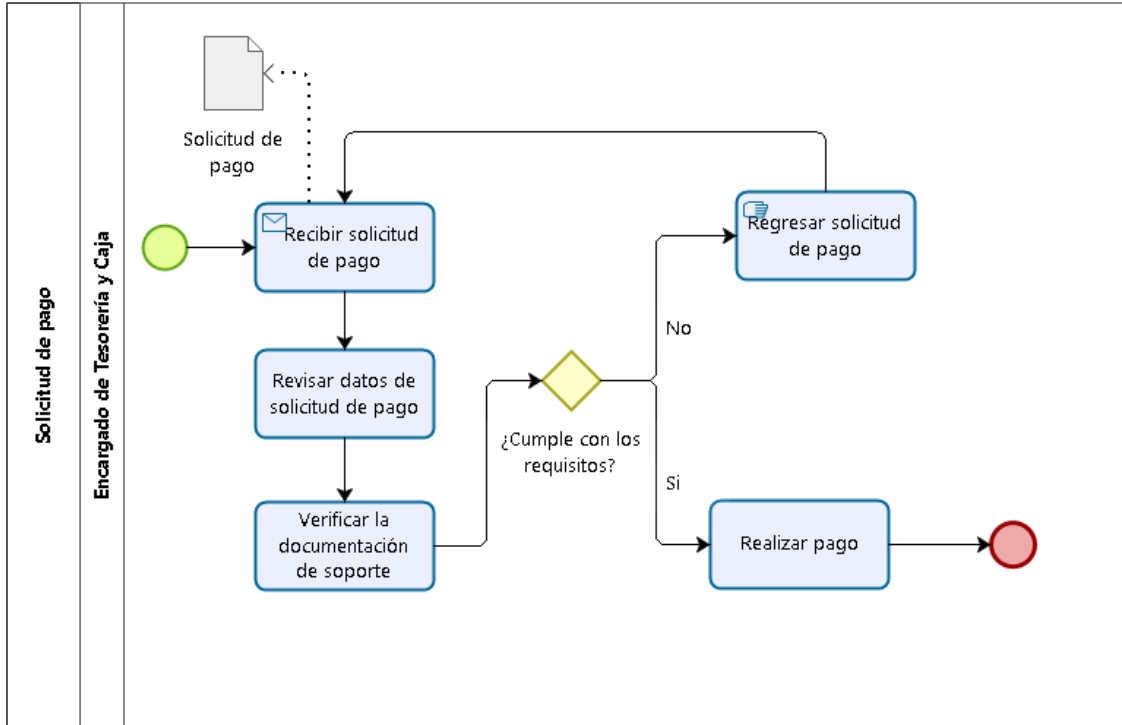 Solicitud de pago
Encargado de Tesorería y Caja
Solicitud de
pago
Recibir solicitud
de pago
Revisar datos de
solicitud de pago
Verificar la
documentación
de soporte
¿Cumple con los
requisitos?
No
Regresar solicitud
de pago
Si
Realizar pago